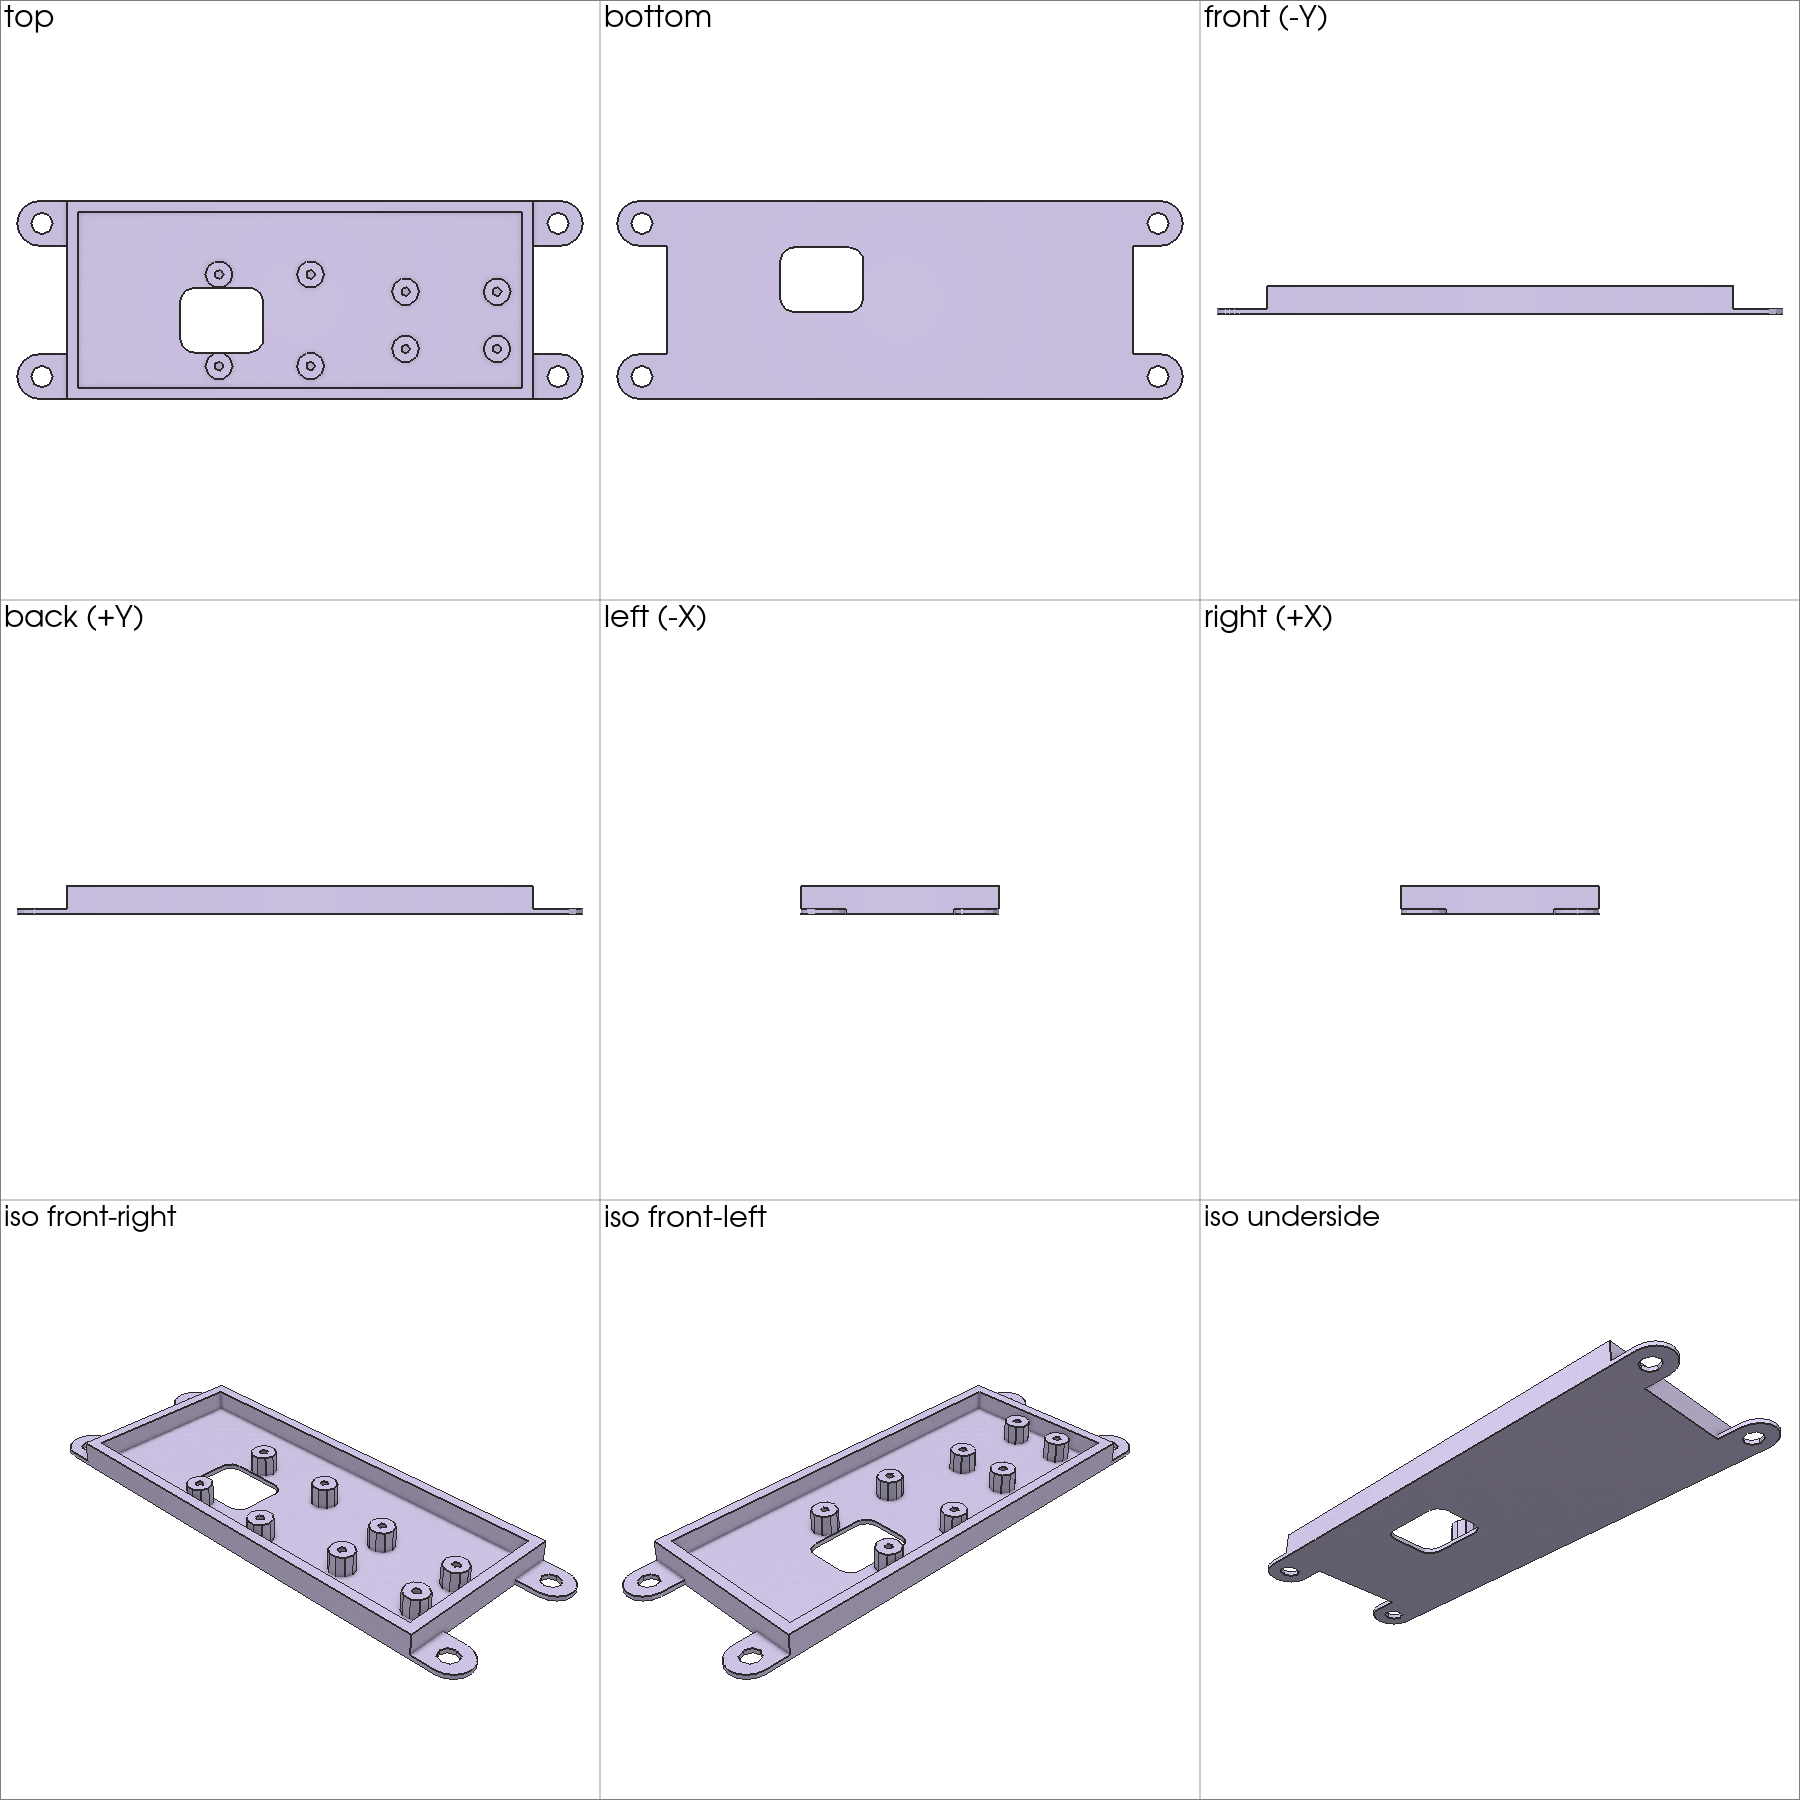 top
bottom
front (-Y)
back (+Y)
left (-X)
right (+X)
iso front-right
iso front-left
iso underside